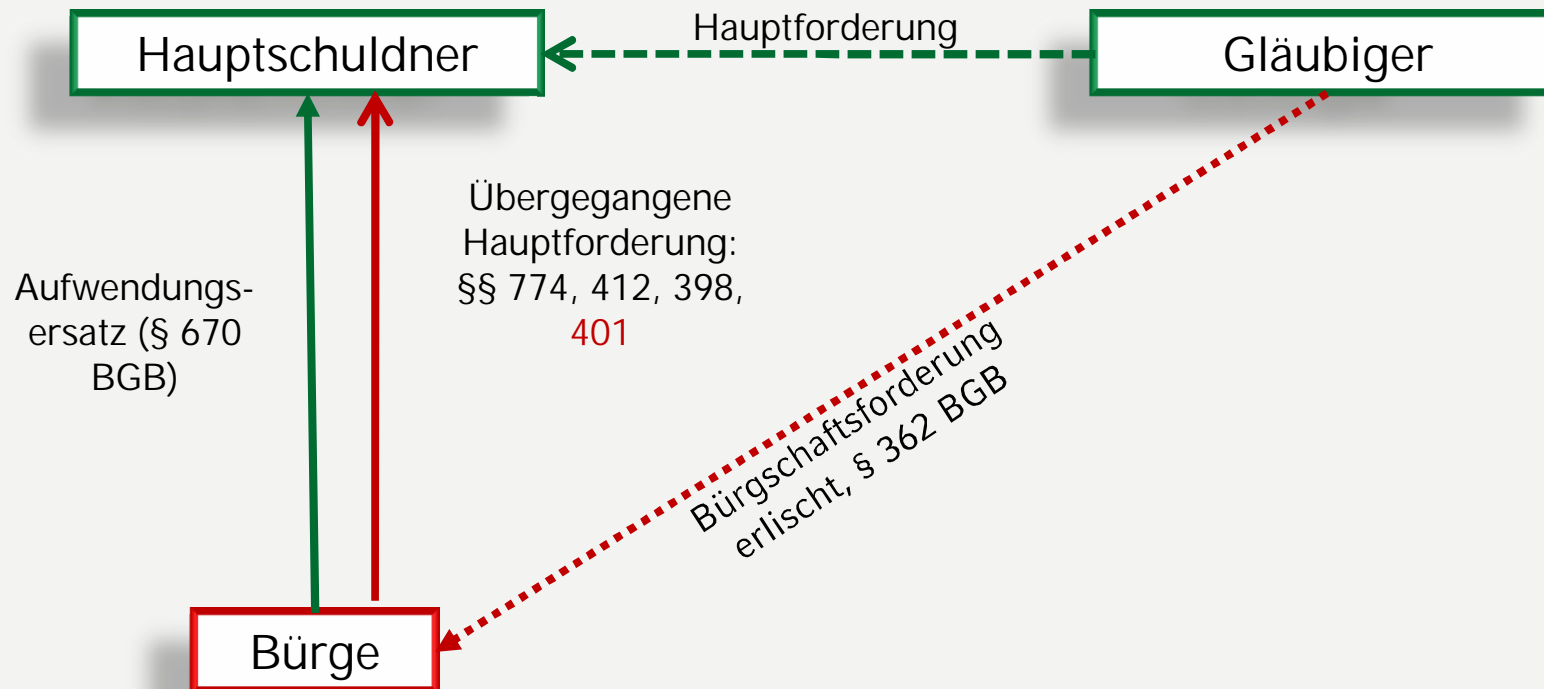 Hauptschuldner
Hauptforderung
Gläubiger
Übergegangene
Hauptforderung:
§§ 774, 412, 398,
401
Aufwendungs-
ersatz (§ 670
BGB)
Bürgschaftsforderung
erlischt, § 362 BGB
Bürge